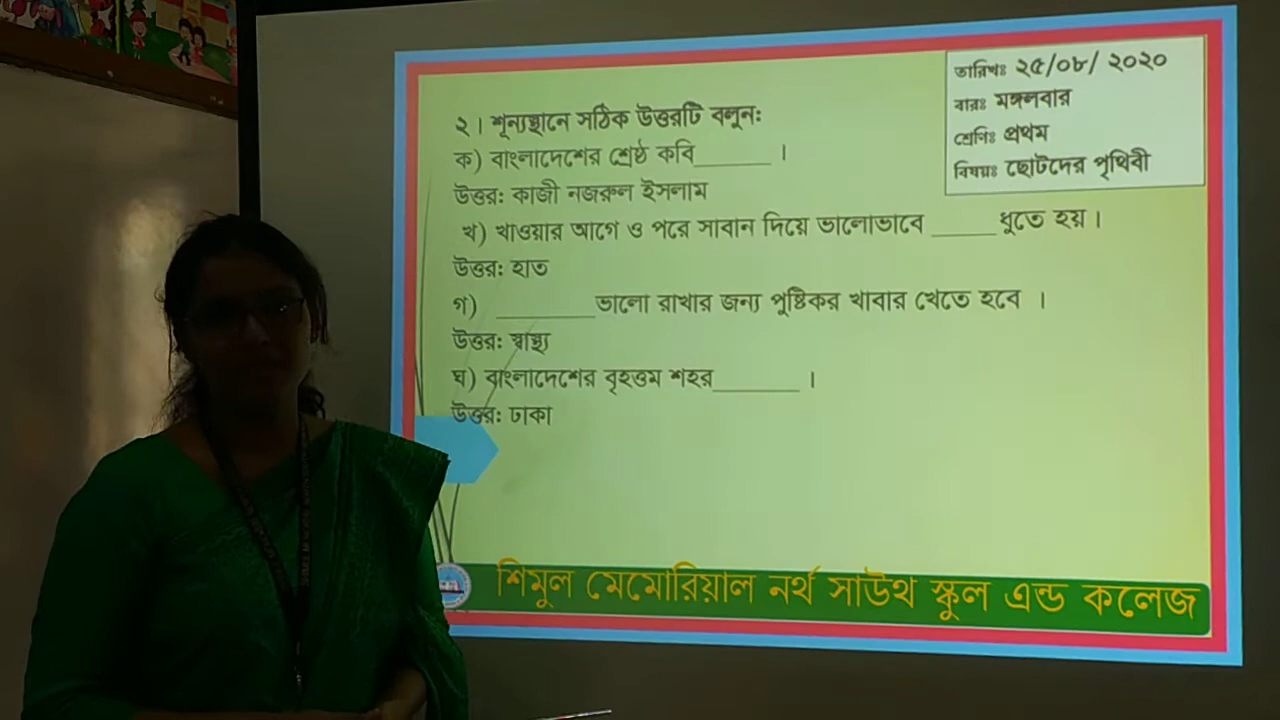 তারিখঃ ২৫/০৮/ ২০২০
বারঃ মঙ্গলবার
শ্রেণিঃ প্রথম
বিষয়ঃ ছোটদের পৃথিবী
২। শূন্যস্থানে সঠিক উত্তরটি বলুন:
ক) বাংলাদেশের শ্রেষ্ঠ কবি______ ।
উত্তর: কাজী নজরুল ইসলাম
খ) খাওয়ার আগে ও পরে সাবান দিয়ে ভালোভাবে _____ধুতে হয়।
উত্তর: হাত
গ) ________ভালো রাখার জন্য পুষ্টিকর খাবার খেতে হবে ।
উত্তর: স্বাস্থ্য
ঘ) বাংলাদেশের বৃহত্তম শহর_______ ।
উত্তর: ঢাকা
শিমুল মেমোরিয়াল নর্থ সাউথ স্কুল এন্ড কলেজ